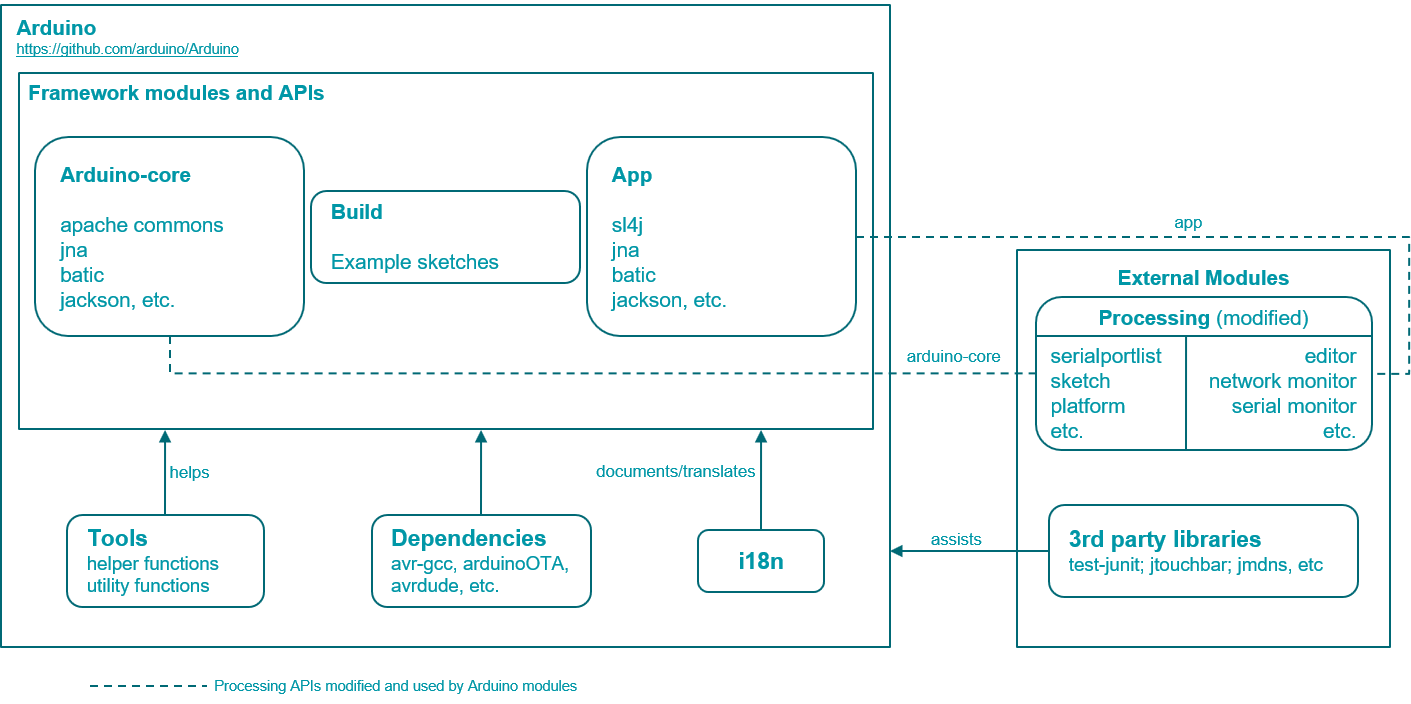 Arduino
https://github.com/arduino/Arduino
Framework modules and APIs
Arduino-core
apache commons
jna
batic
jackson, etc.
Build
Example sketches
App
sl4j
jna
batic
jackson, etc.
app
arduino-core
External Modules
Processing (modified)
serialportlist
sketch
platform
etc.
editor
network monitor
serial monitor
etc.
helps
documents/translates
Tools
helper functions
utility functions
Dependencies
avr-gcc, arduinoOTA,
avrdude, etc.
i18n
assists
3rd party libraries
test-junit; jtouchbar; jmdns, etc
Processing APIs modified and used by Arduino modules